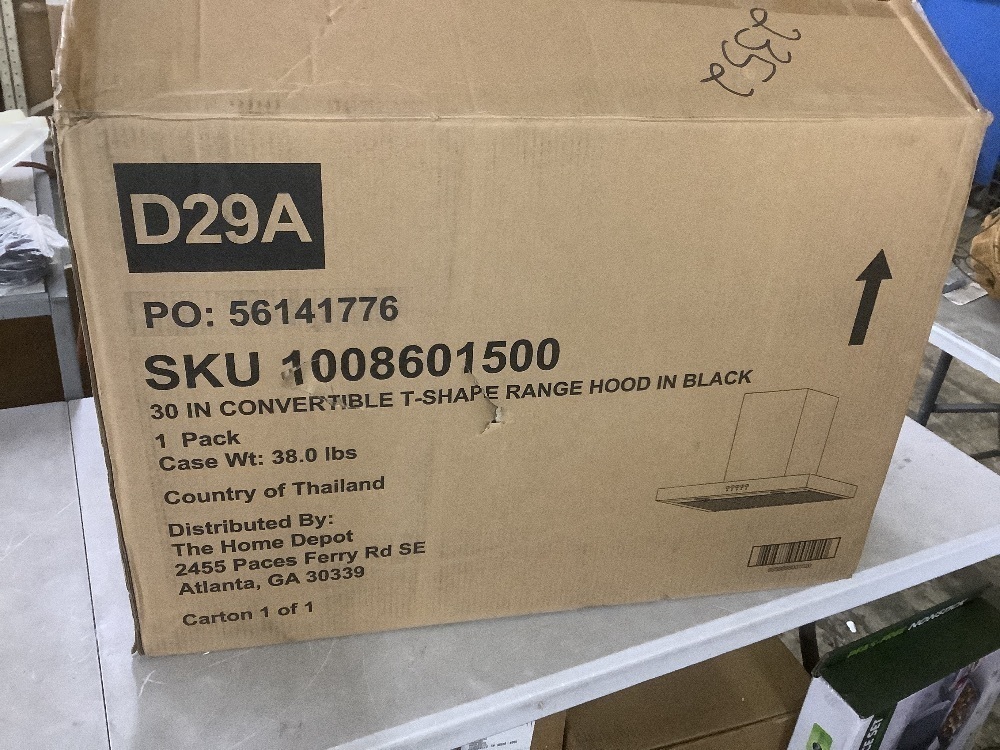 D29A
PO: 56141776
SKU 1008601500
30 IN CONVERTIBLE T-SHAPE RANGE HOOD IN BLACK
1 Pack
Case Wt: 38.0 lbs
Country of Thailand
Distributed By:
The Home Depot
2455 Paces Ferry Rd SE
Atlanta, GA 30339
Carton 1 of 1
NONSTICK
SET